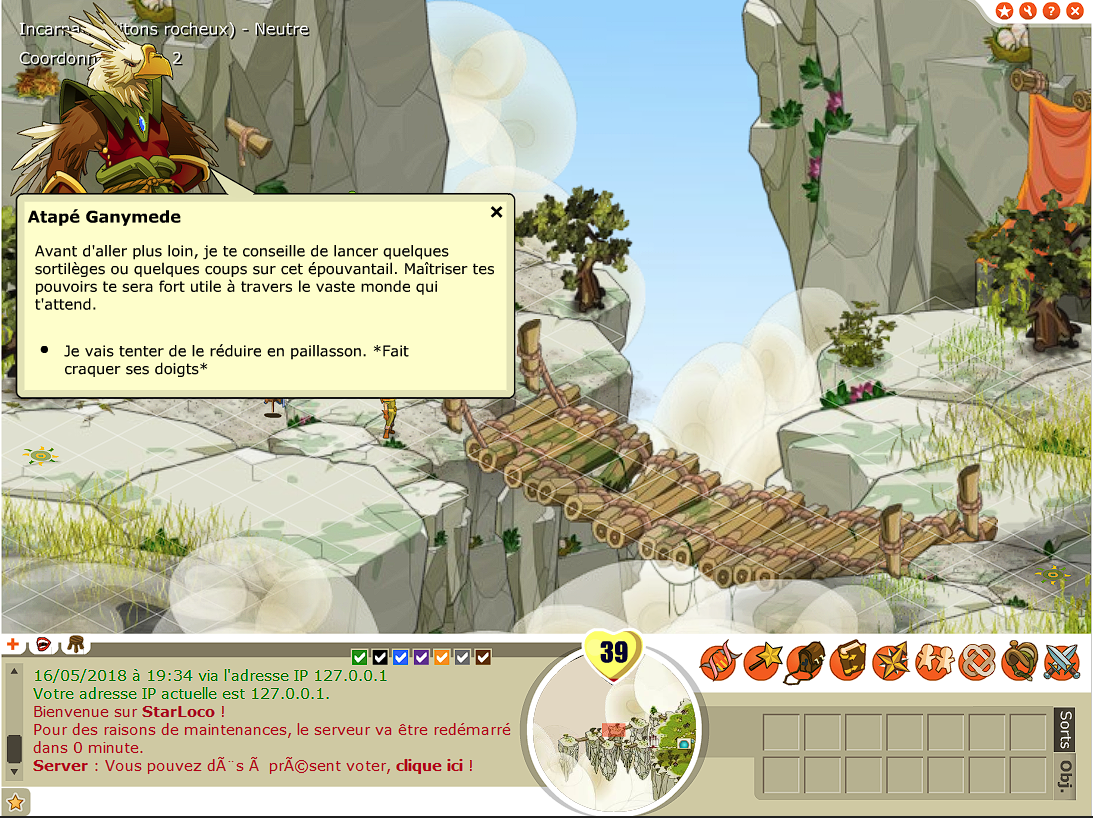 Incarna tons rocheux) - Neutre
Coordonn 2
Atapé Ganymede
Avant d'aller plus loin, je te conseille de lancer quelques
sortilèges ou quelques coups sur cet épouvantail. Maîtriser tes
pouvoirs te sera fort utile à travers le vaste monde qui
t'attend.
Je vais tenter de le réduire en paillasson. *Fait
craquer ses doigts*
16/05/2018 à 19:34 via l'adresse IP 127.0.0.1
Votre adresse IP actuelle est 127.0.0.1.
Bienvenue sur StarLoco !
Pour des raisons de maintenances, le serveur va être redémarré
dans 0 minute.
Server : Vous pouvez dÃ¨s Ã  prÃ©sent voter, clique ici !
39
Sorts
Obj.